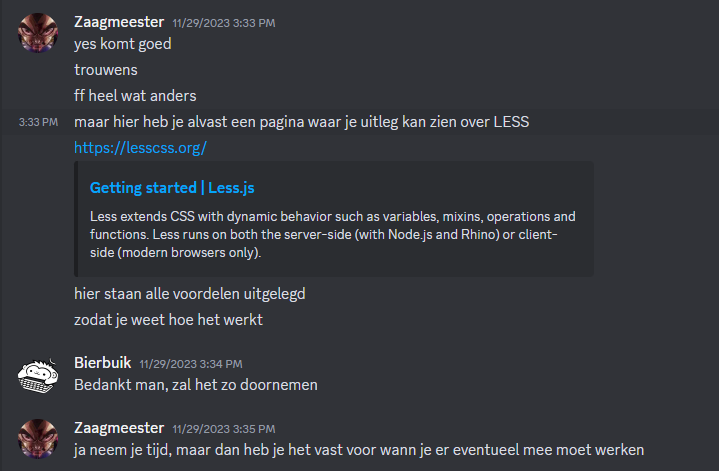 Zaagmeester 11/29/2023 3:33 PM
yes komt goed
trouwens
ff heel wat anders
3:33 PM maar hier heb je alvast een pagina waar je uitleg kan zien over LESS
https://lesscss.org/
Getting started | Less.js
Less extends CSS with dynamic behavior such as variables, mixins, operations and
functions. Less runs on both the server-side (with Node.js and Rhino) or client-
side (modern browsers only).
hier staan alle voordelen uitgelegd
zodat je weet hoe het werkt
Bierbuik 11/29/2023 3:34 PM
Bedankt man, zal het zo doornemen
Zaagmeester 11/29/2023 3:35 PM
ja neem je tijd, maar dan heb je het vast voor wann je er eventueel mee moet werken